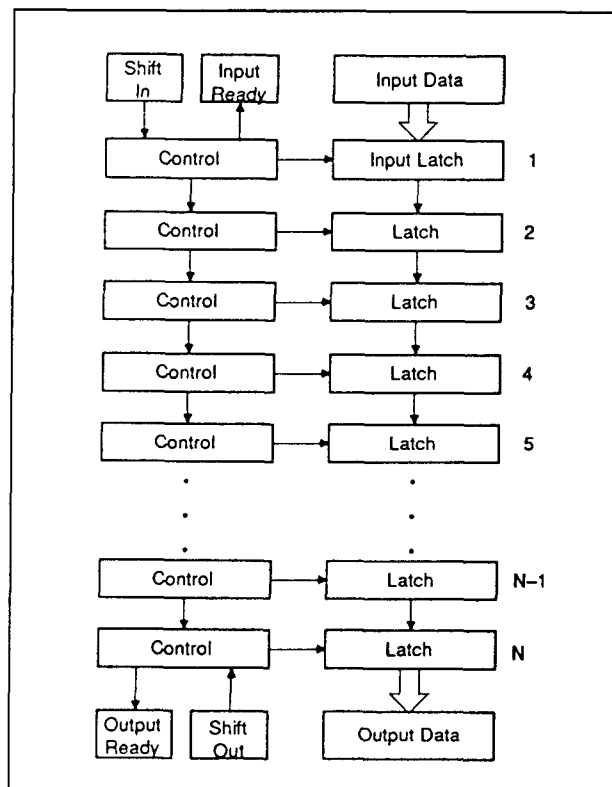 Shift
In
Input
Ready
Input Data
Control
Input Latch
1
Control
Latch
2
Control
Latch
3
Control
Latch
4
Control
Latch
5
Control
Latch
N–1
Control
Latch
N
Output
Ready
Shift
Out
Output Data